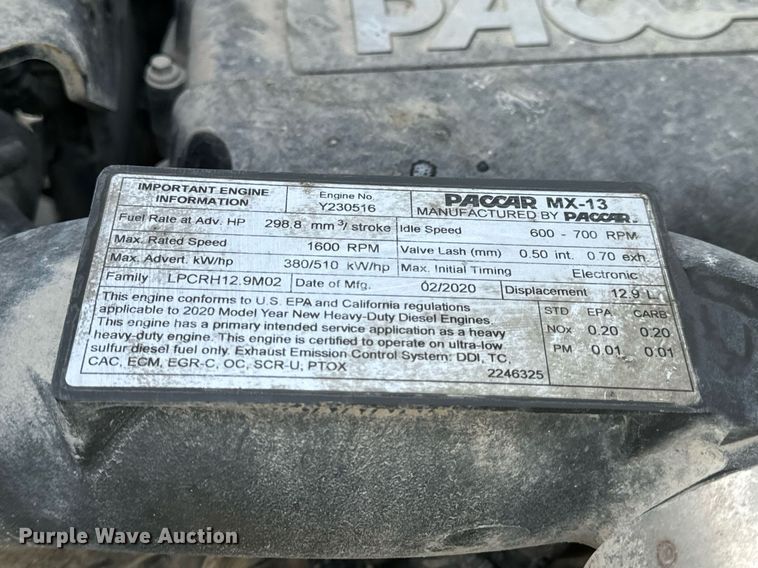 PACCAR
IMPORTANT ENGINE INFORMATION
Engine No. Y230516
PACCAR MX-13
MANUFACTURED BY PACCAR INC
Fuel Rate at Adv. HP 298.8 mm³/stroke Idle Speed 600 - 700 RPM
Max. Rated Speed 1600 RPM Valve Lash (mm) 0.50 int. 0.70 exh.
Max. Advert. kW/hp 380/510 kW/hp Max. Initial Timing Electronic
Family LPCRH12.9M02 Date of Mfg. 02/2020 Displacement 12.9 L
This engine conforms to U.S. EPA and California regulations
applicable to 2020 Model Year New Heavy-Duty Diesel Engines.
This engine has a primary intended service application as a heavy
heavy-duty engine. This engine is certified to operate on ultra-low
sulfur diesel fuel only. Exhaust Emission Control System: DDI, TC,
CAC, ECM, EGR-C, OC, SCR-U, PTOX
STD EPA CARB
NOx 0.20 0.20
PM 0.01 0.01
2246325
Purple Wave Auction